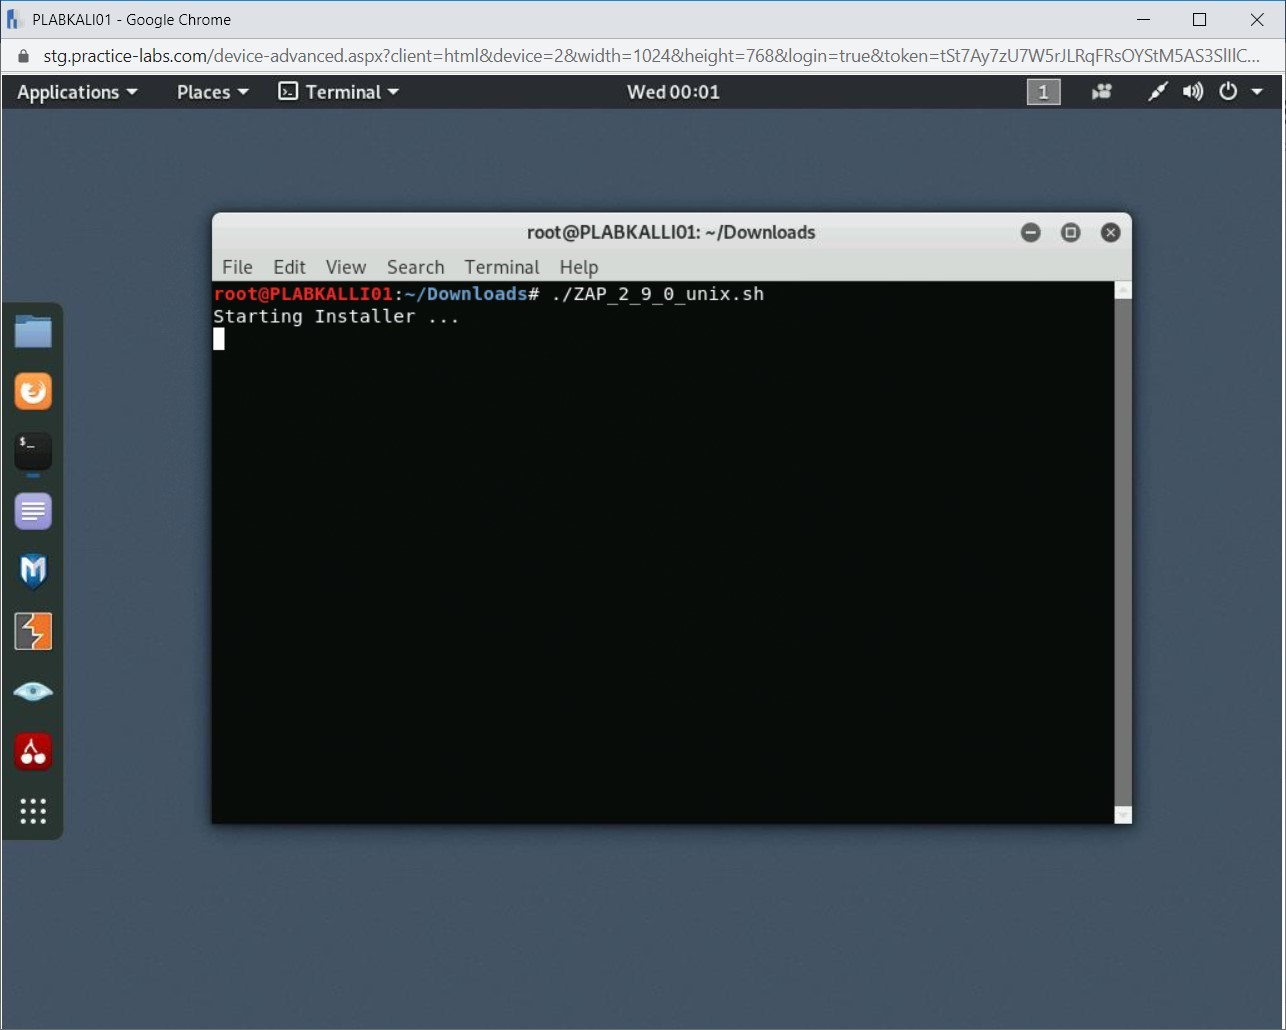 PLABKALI01 - Google Chrome
stg.practice-labs.com/device-advanced.aspx?client=html&device=2&width=1024&height=768&login=true&token=tSt7Ay7zU7W5rJLRqFRsOYStM5AS3SlIlC...
Applications Places Terminal Wed 00:01 1
root@PLABKALLI01: ~/Downloads
File Edit View Search Terminal Help
root@PLABKALLI01:~/Downloads# ./ZAP_2_9_0_unix.sh
Starting Installer ...
$_